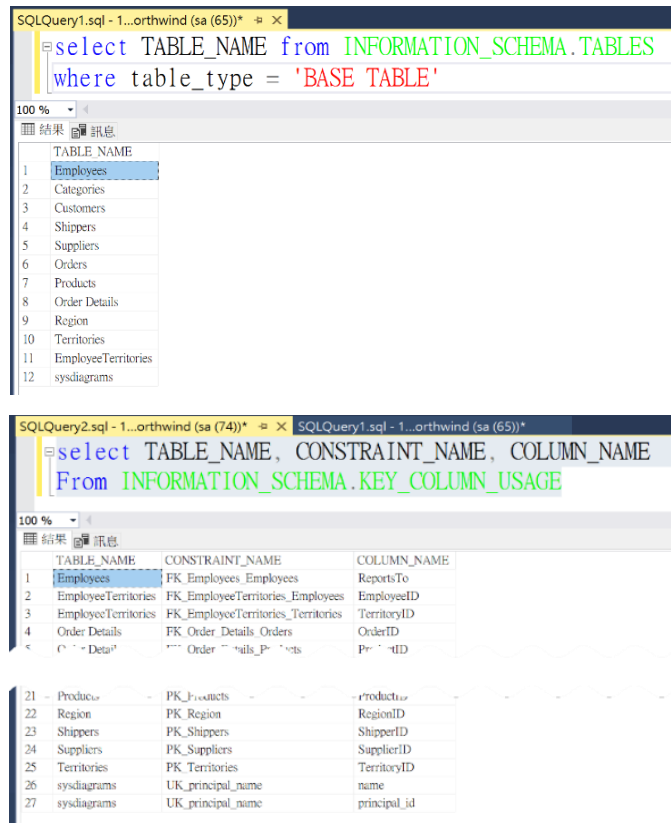 SQLQuery1.sql - 1...orthwind (sa (65))*
select TABLE_NAME from INFORMATION_SCHEMA.TABLES
where table_type = 'BASE TABLE'
100 %
結果 訊息
TABLE_NAME
1 Employees
2 Categories
3 Customers
4 Shippers
5 Suppliers
6 Orders
7 Products
8 Order Details
9 Region
10 Territories
11 EmployeeTerritories
12 sysdiagrams
SQLQuery2.sql - 1...orthwind (sa (74))* SQLQuery1.sql - 1...orthwind (sa (65))*
select TABLE_NAME, CONSTRAINT_NAME, COLUMN_NAME
From INFORMATION_SCHEMA.KEY_COLUMN_USAGE
100 %
結果 訊息
TABLE_NAME CONSTRAINT_NAME COLUMN_NAME
1 Employees FK_Employees_Employees ReportsTo
2 EmployeeTerritories FK_EmployeeTerritories_Employees EmployeeID
3 EmployeeTerritories FK_EmployeeTerritories_Territories TerritoryID
4 Order Details FK_Order_Details_Orders OrderID
21 Products PK_Products ProductID
22 Region PK_Region RegionID
23 Shippers PK_Shippers ShipperID
24 Suppliers PK_Suppliers SupplierID
25 Territories PK_Territories TerritoryID
26 sysdiagrams UK_principal_name name
27 sysdiagrams UK_principal_name principal_id